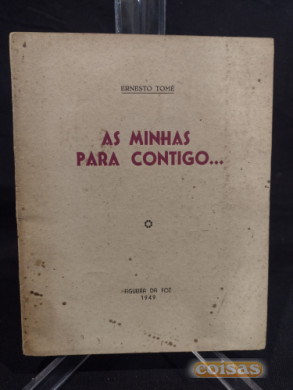 ERNESTO TOMÉ
AS MINHAS
PARA CONTIGO...
FIGUEIRA DA FOZ
1949
coisas